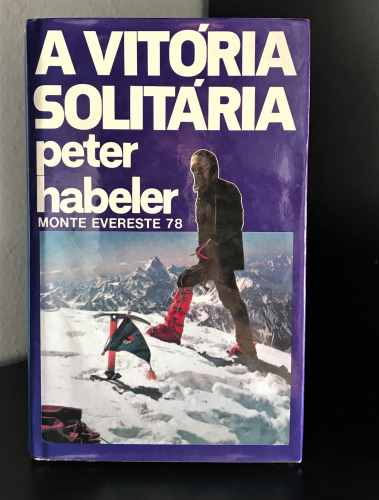 A VITÓRIA
SOLITÁRIA
peter
habeler
MONTE EVERESTE 78